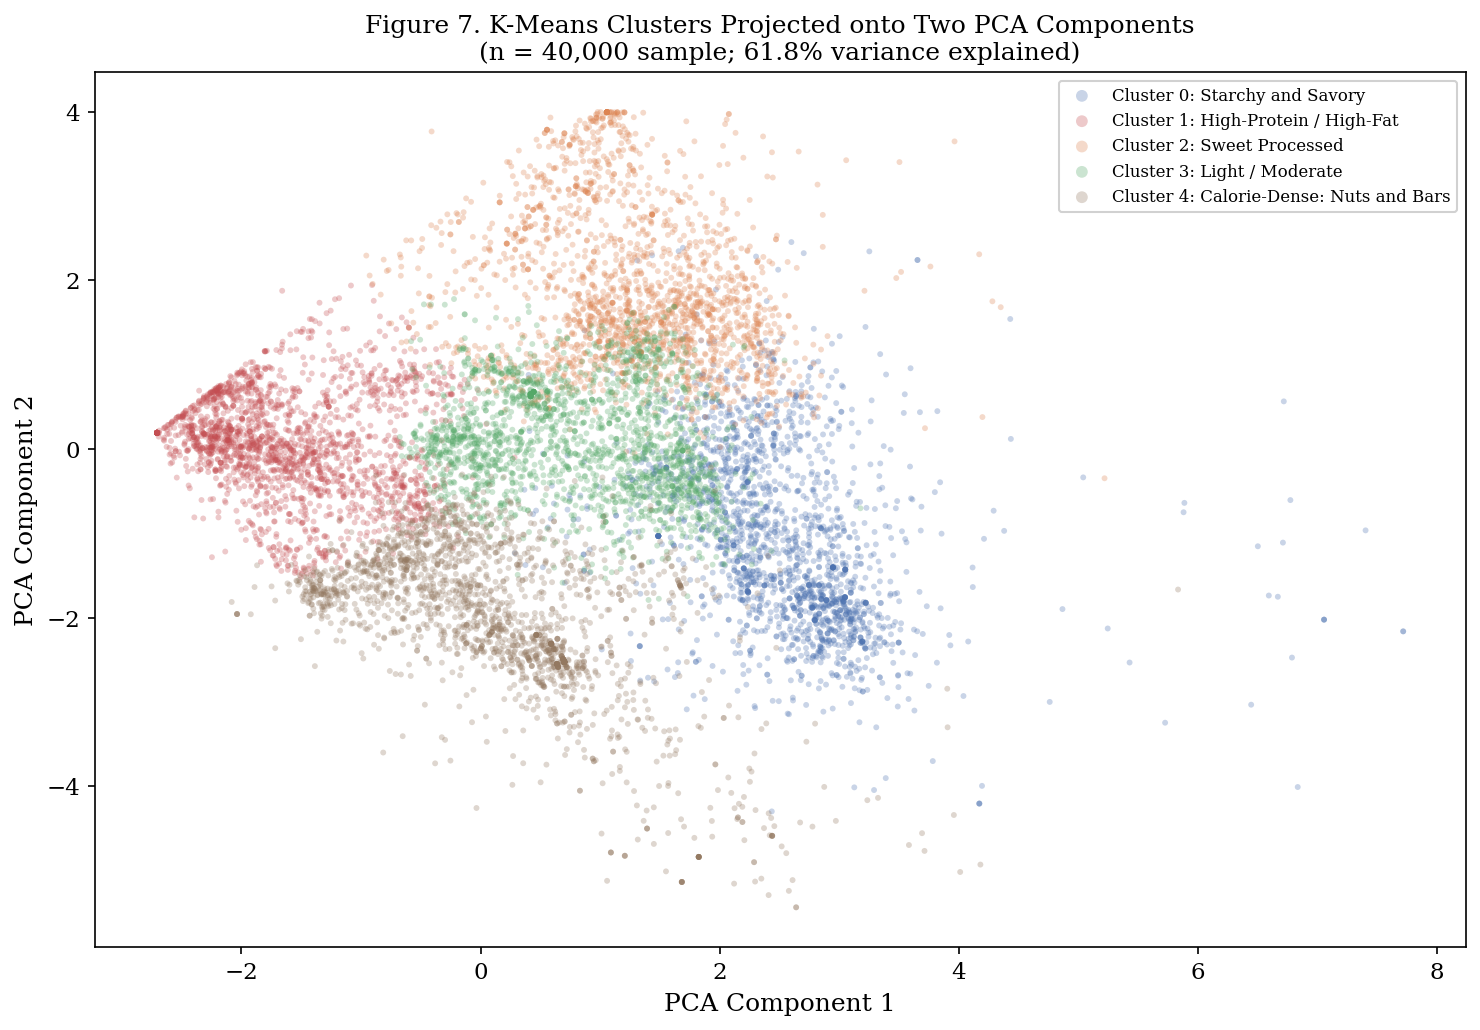 Figure 7. K-Means Clusters Projected onto Two PCA Components
(n = 40,000 sample; 61.8% variance explained)
Cluster 0: Starchy and Savory
Cluster 1: High-Protein / High-Fat
Cluster 2: Sweet Processed
Cluster 3: Light / Moderate
Cluster 4: Calorie-Dense: Nuts and Bars
PCA Component 2
4
2
0
−2
−4
−2
0
2
4
6
8
PCA Component 1